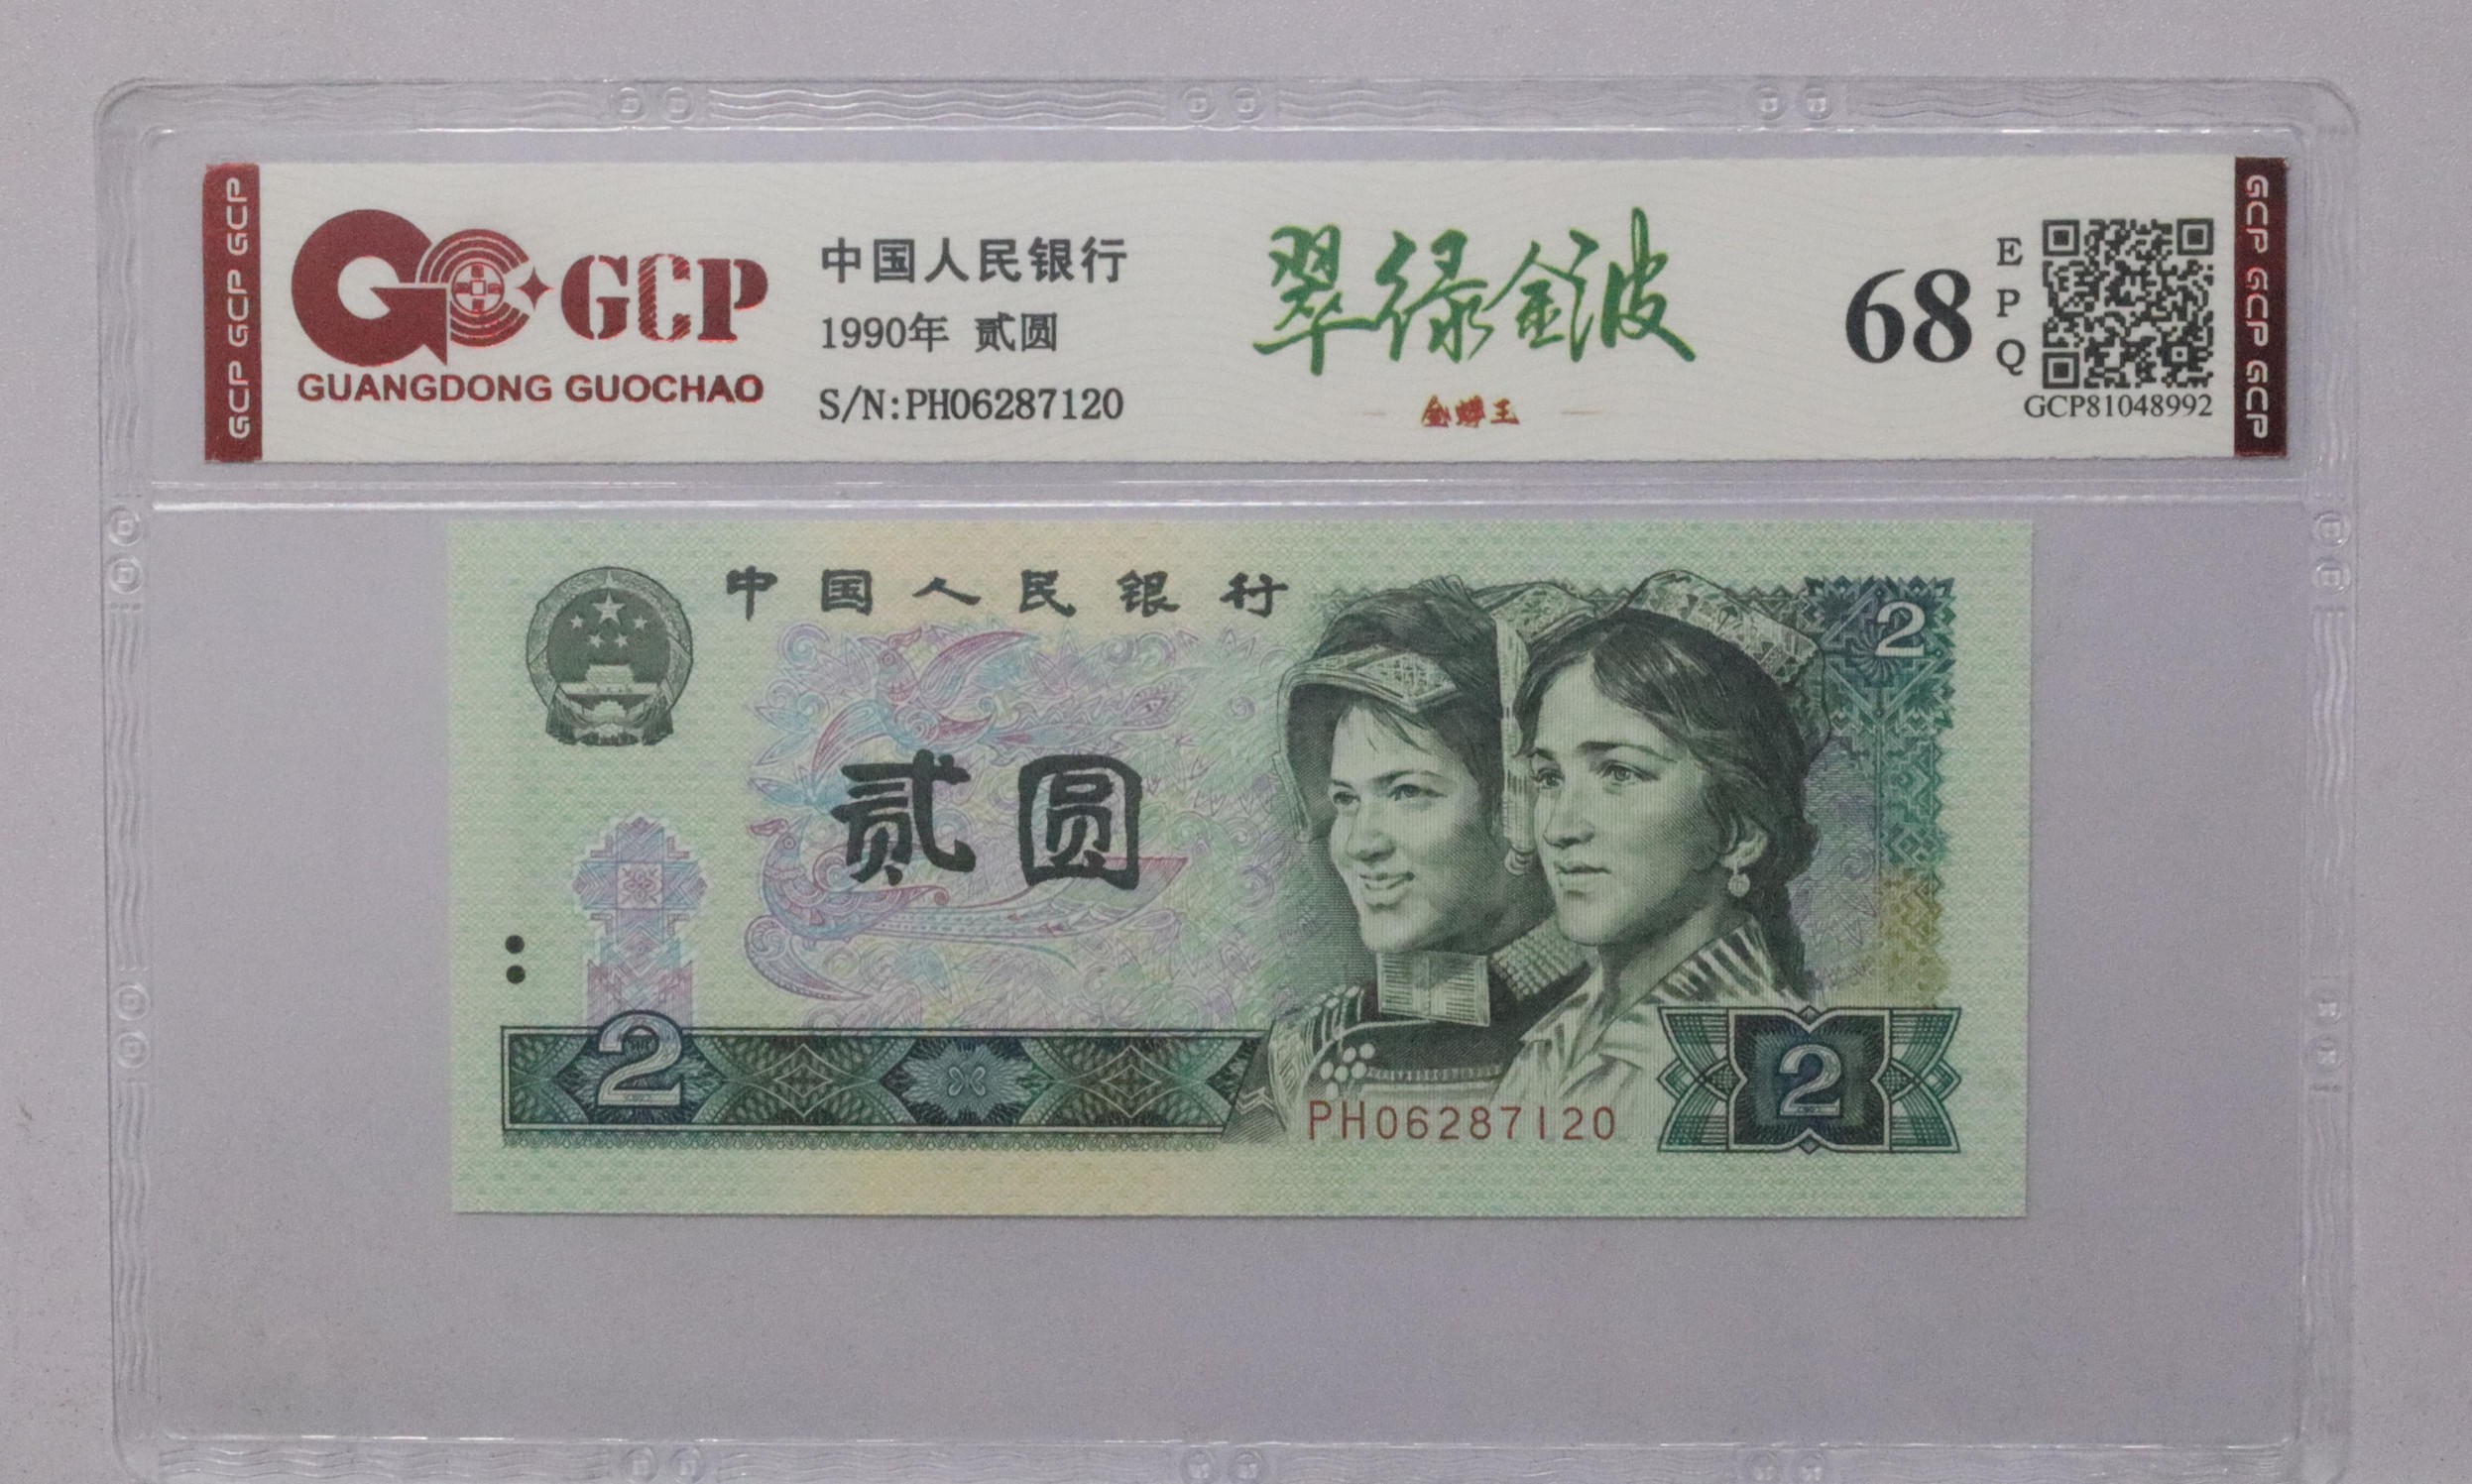 GCP GCP GCP
GCP
GUANGDONG GUOCHAO
中国人民银行
1990年 贰圆
S/N:PH06287120
翠绿金波
金蟒王
68
E
P
Q
GCP81048992
GCP GCP GCP
中国人民银行
2
贰圆
2
PH06287120
2